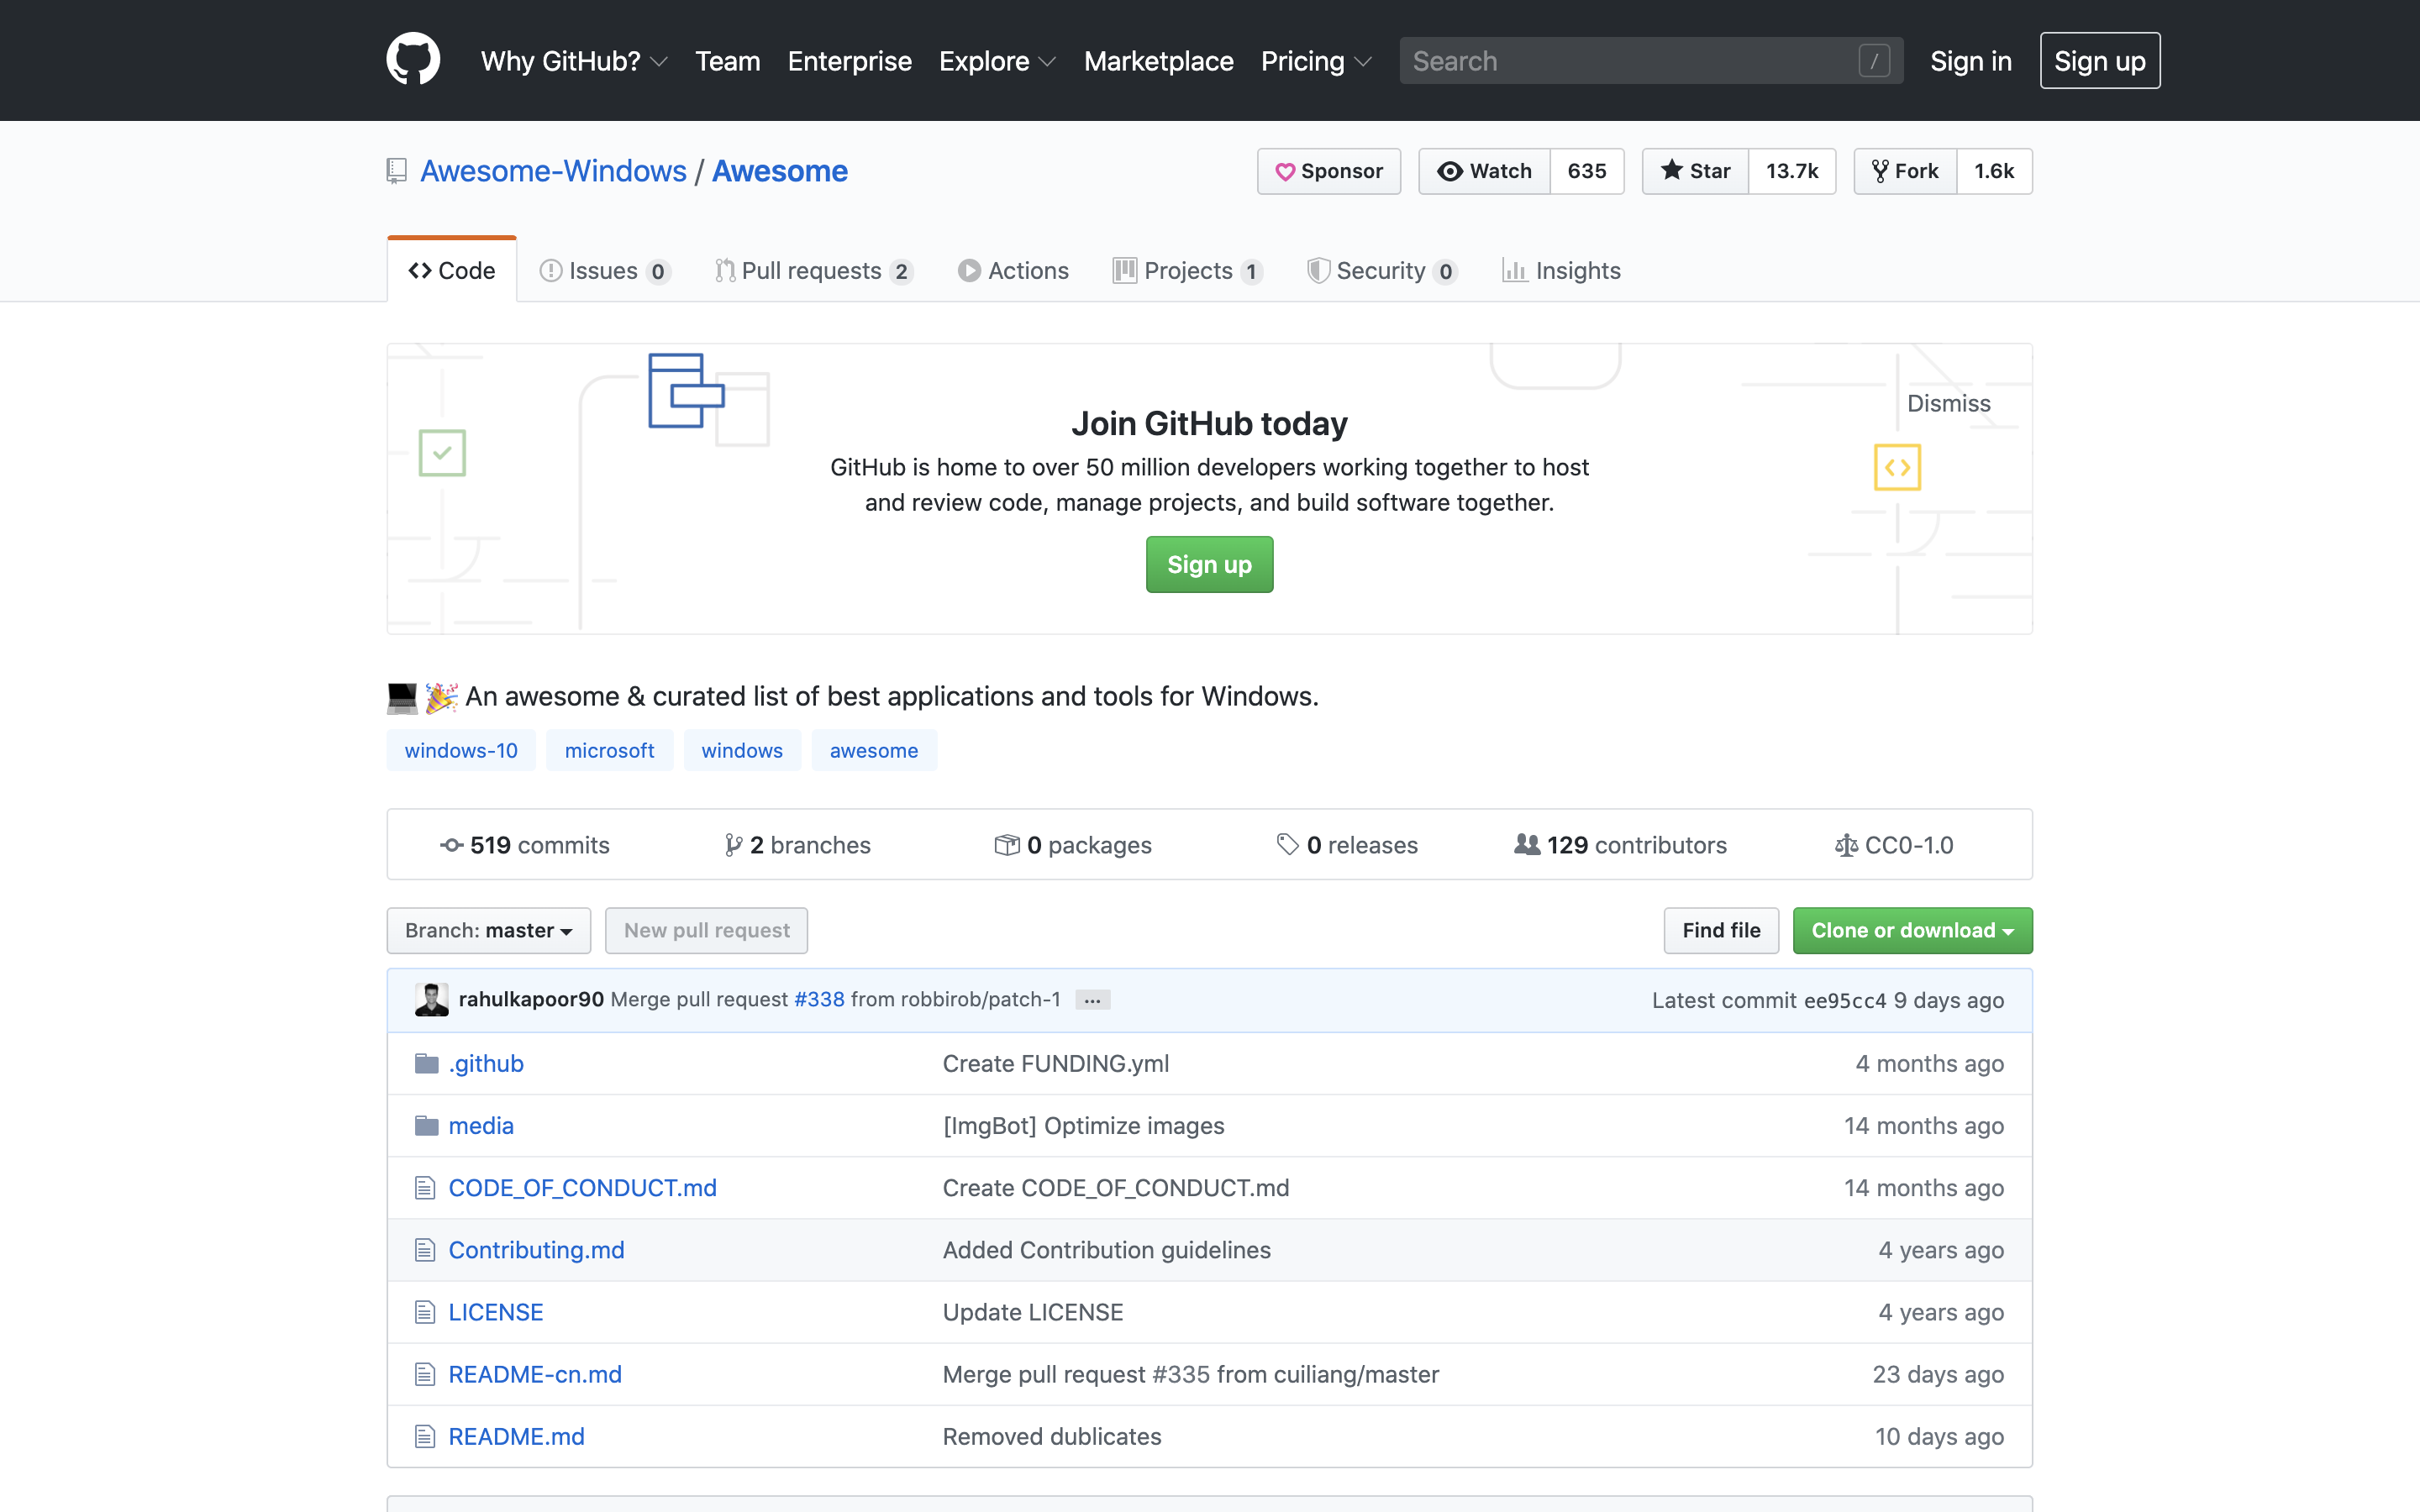 Why GitHub? Team Enterprise Explore Marketplace Pricing Search / Sign in Sign up
Awesome-Windows / Awesome
Sponsor Watch 635 Star 13.7k Fork 1.6k
Code Issues 0 Pull requests 2 Actions Projects 1 Security 0 Insights
Dismiss
Join GitHub today
GitHub is home to over 50 million developers working together to host
and review code, manage projects, and build software together.
Sign up
An awesome & curated list of best applications and tools for Windows.
windows-10 microsoft windows awesome
519 commits 2 branches 0 packages 0 releases 129 contributors CC0-1.0
Branch: master New pull request Find file Clone or download
rahulkapoor90 Merge pull request #338 from robbirob/patch-1 … Latest commit ee95cc4 9 days ago
.github Create FUNDING.yml 4 months ago
media [ImgBot] Optimize images 14 months ago
CODE_OF_CONDUCT.md Create CODE_OF_CONDUCT.md 14 months ago
Contributing.md Added Contribution guidelines 4 years ago
LICENSE Update LICENSE 4 years ago
README-cn.md Merge pull request #335 from cuiliang/master 23 days ago
README.md Removed dublicates 10 days ago